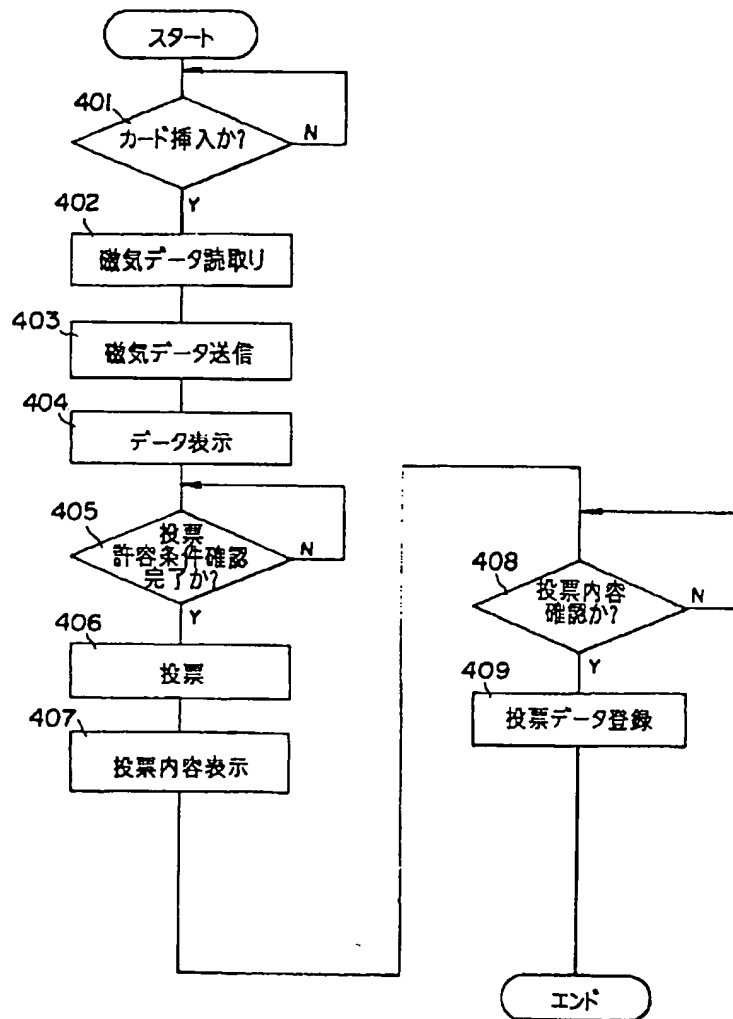 スタート
401
カード挿入か?
N
Y
402
磁気データ読取り
403
磁気データ送信
404
データ表示
405
投票
許容条件確認
完了か?
N
Y
406
投票
407
投票内容表示
408
投票内容
確認か?
N
Y
409
投票データ登録
エンド